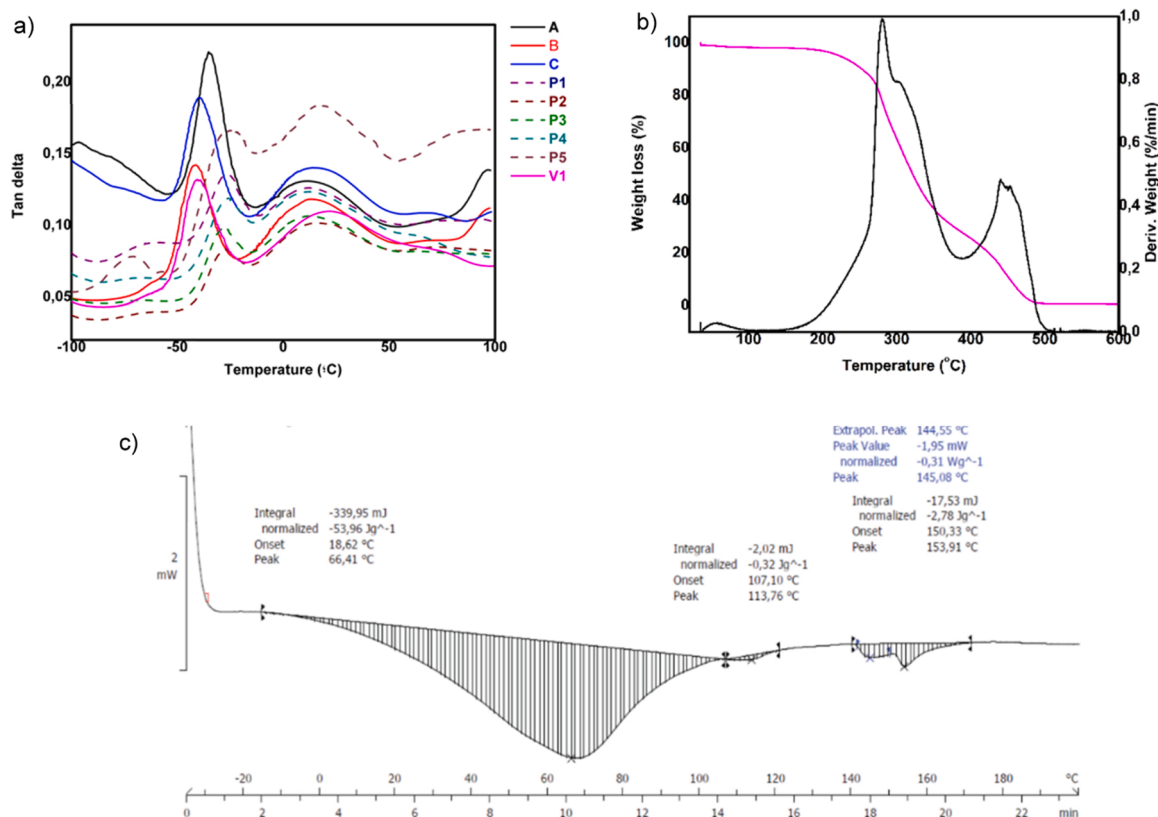 a)
Tan delta
0,20
0,15
0,10
0,05
-100 -50 0 50 100
Temperature (◦C)
A
B
C
P1
P2
P3
P4
P5
V1
b)
Weight loss (%)
100
80
60
40
20
0
100 200 300 400 500 600
Temperature (°C)
1,0
0,8
0,6
0,4
0,2
0,0
Deriv. Weight (%/min)
c)
2
mW
Integral -339,95 mJ
normalized -53,96 Jg^-1
Onset 18,62 °C
Peak 66,41 °C
Integral -2,02 mJ
normalized -0,32 Jg^-1
Onset 107,10 °C
Peak 113,76 °C
Extrapol. Peak 144,55 °C
Peak Value -1,95 mW
normalized -0,31 Wg^-1
Peak 145,08 °C
Integral -17,53 mJ
normalized -2,78 Jg^-1
Onset 150,33 °C
Peak 153,91 °C
-20 0 20 40 60 80 100 120 140 160 180 °C
0 2 4 6 8 10 12 14 16 18 20 22 min